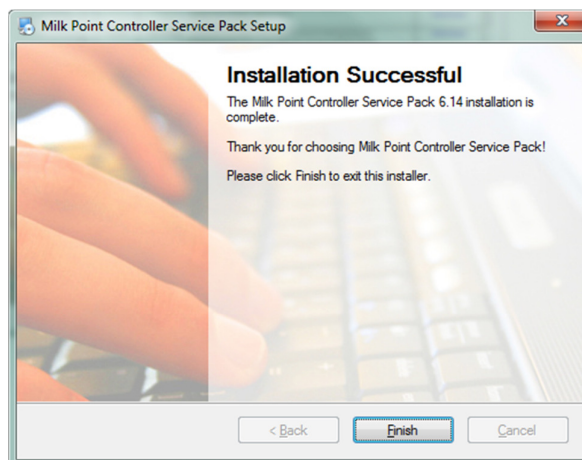 Milk Point Controller Service Pack Setup
Installation Successful
The Milk Point Controller Service Pack 6.14 installation is
complete.
Thank you for choosing Milk Point Controller Service Pack!
Please click Finish to exit this installer.
< Back Finish Cancel